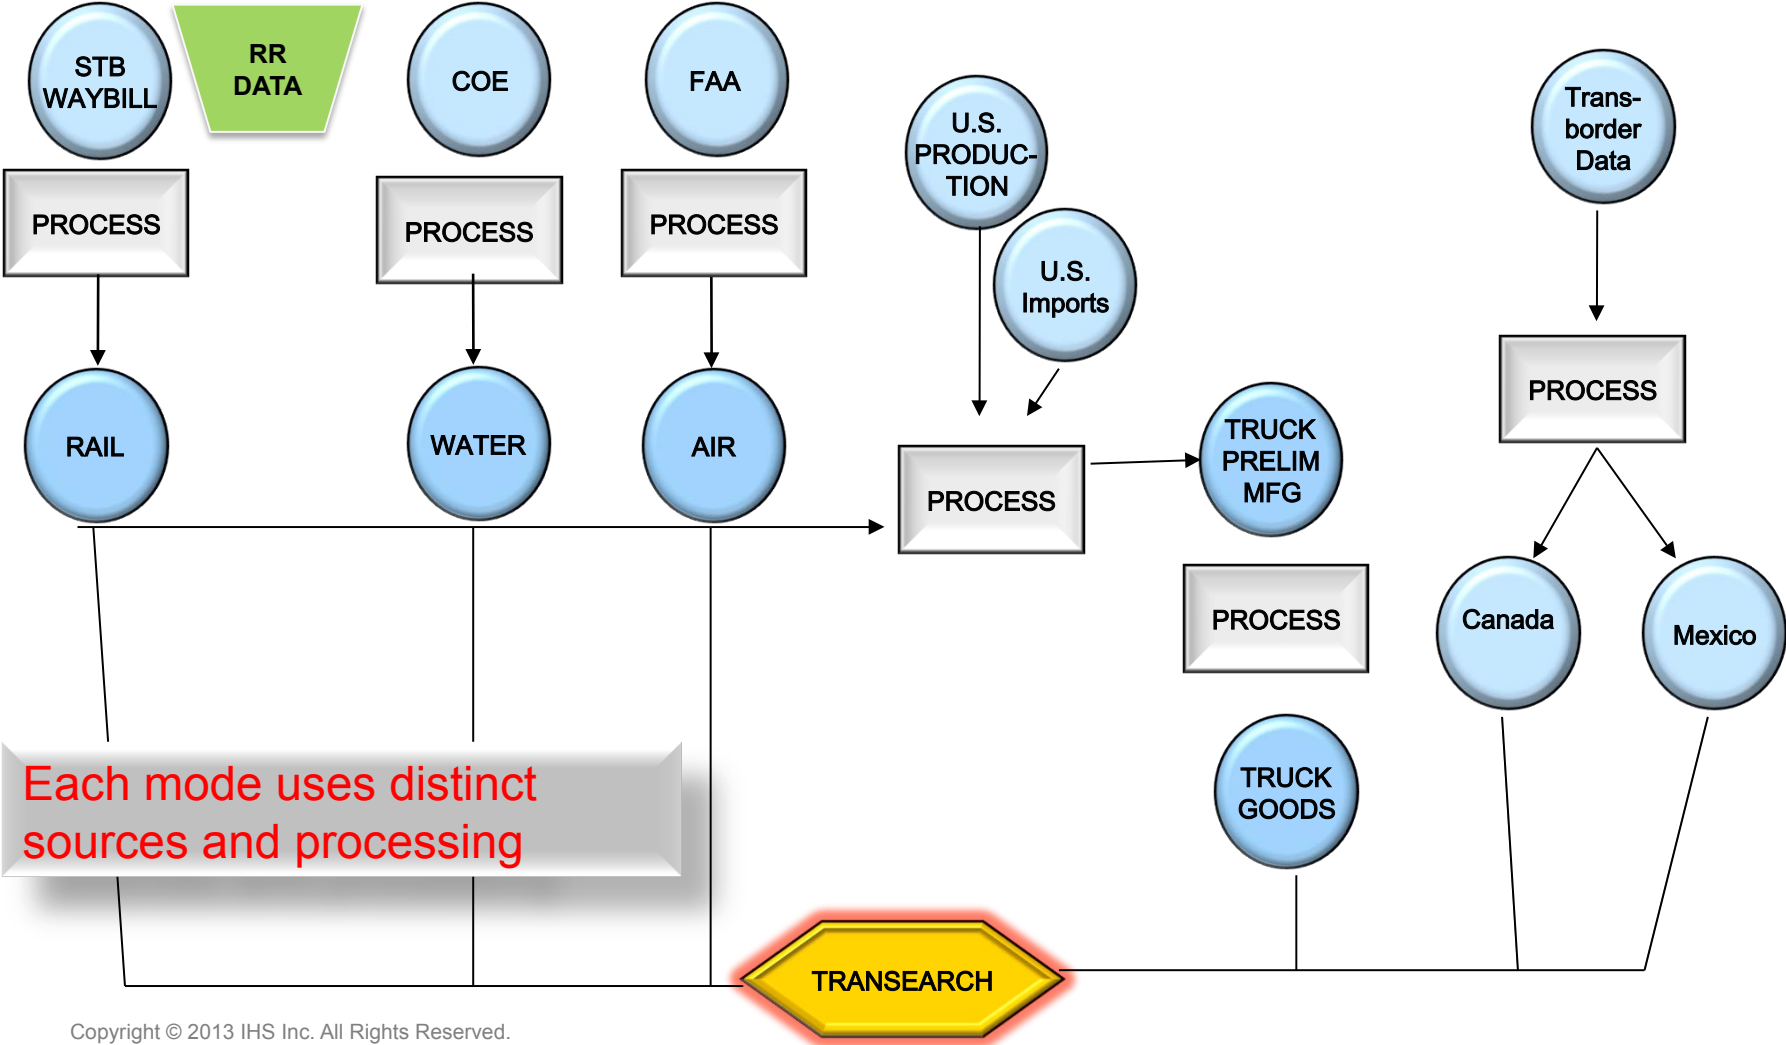 STB
WAYBILL
RR
DATA
COE
FAA
U.S.
PRODUC-
TION
Trans-
border
Data
PROCESS
PROCESS
PROCESS
U.S.
Imports
PROCESS
RAIL
WATER
AIR
TRUCK
PRELIM
MFG
PROCESS
PROCESS
Canada
Mexico
Each mode uses distinct
sources and processing
TRUCK
GOODS
TRANSEARCH
Copyright © 2013 IHS Inc. All Rights Reserved.